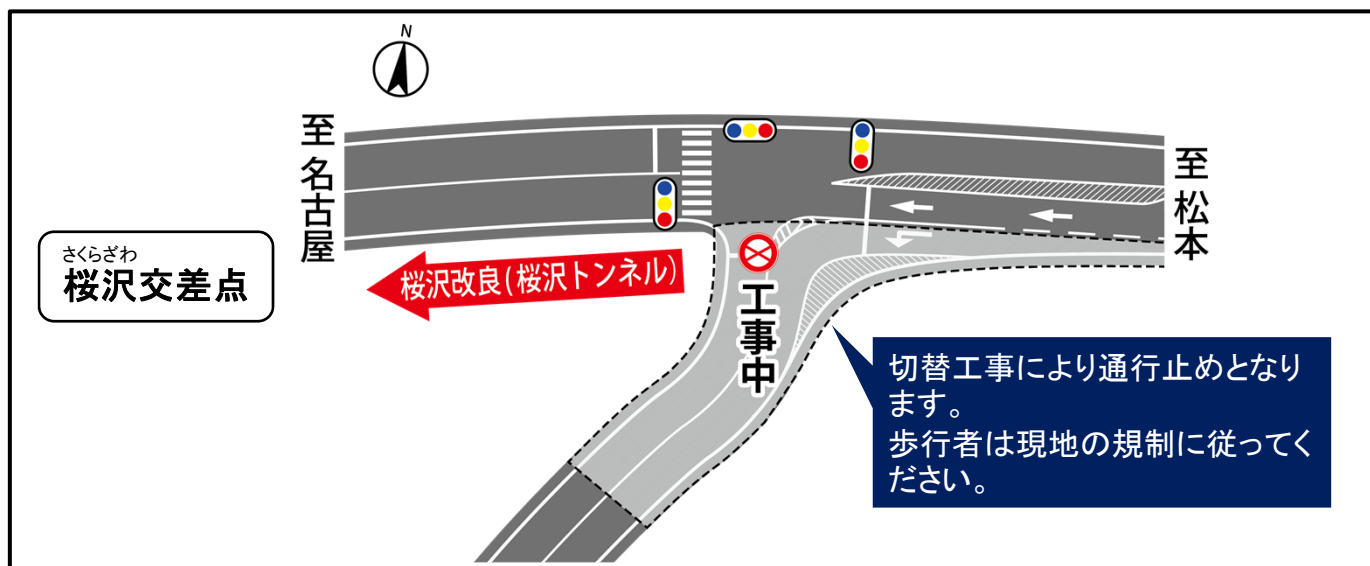 N
至名古屋
至松本
さくらざわ
桜沢交差点
桜沢改良(桜沢トンネル)
工事中
切替工事により通行止めとなり
ます。
歩行者は現地の規制に従ってく
ださい。